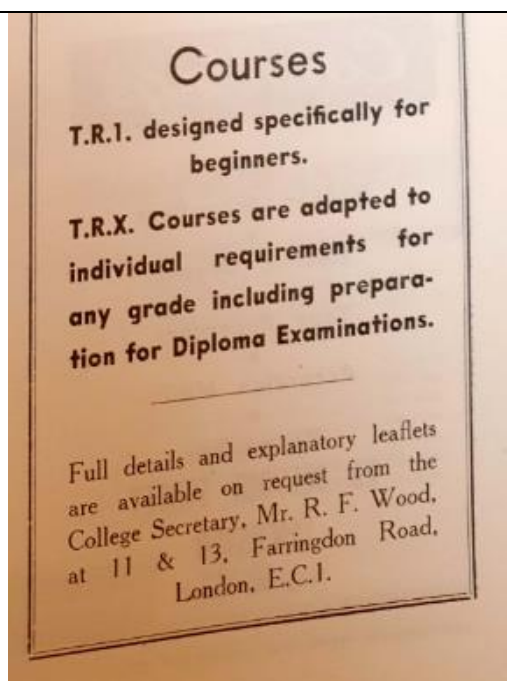 Courses
T.R.1. designed specifically for
beginners.
T.R.X. Courses are adapted to
individual requirements for
any grade including prepara-
tion for Diploma Examinations.
Full details and explanatory leaflets
are available on request from the
College Secretary, Mr. R. F. Wood,
at 11 & 13, Farringdon Road,
London, E.C.1.